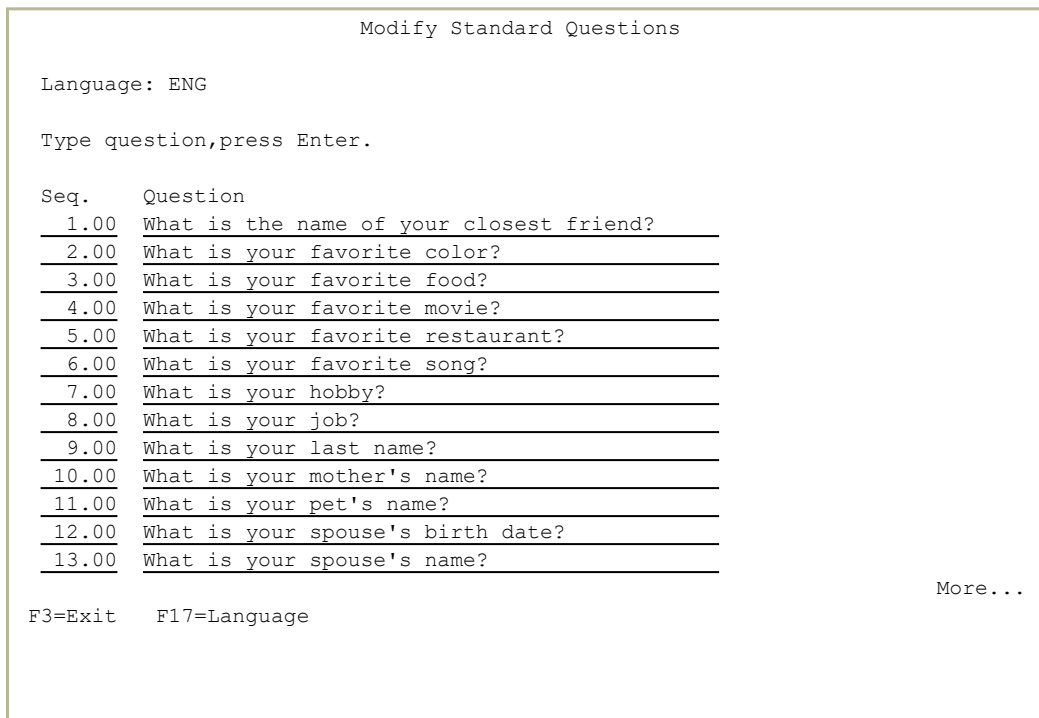 Modify Standard Questions
Language: ENG
Type question,press Enter.
Seq. Question
1.00 What is the name of your closest friend?
2.00 What is your favorite color?
3.00 What is your favorite food?
4.00 What is your favorite movie?
5.00 What is your favorite restaurant?
6.00 What is your favorite song?
7.00 What is your hobby?
8.00 What is your job?
9.00 What is your last name?
10.00 What is your mother's name?
11.00 What is your pet's name?
12.00 What is your spouse's birth date?
13.00 What is your spouse's name?
More...
F3=Exit F17=Language